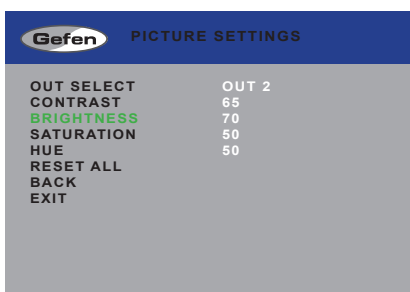 Gefen PICTURE SETTINGS
OUT SELECT OUT 2
CONTRAST 65
BRIGHTNESS 70
SATURATION 50
HUE 50
RESET ALL
BACK
EXIT